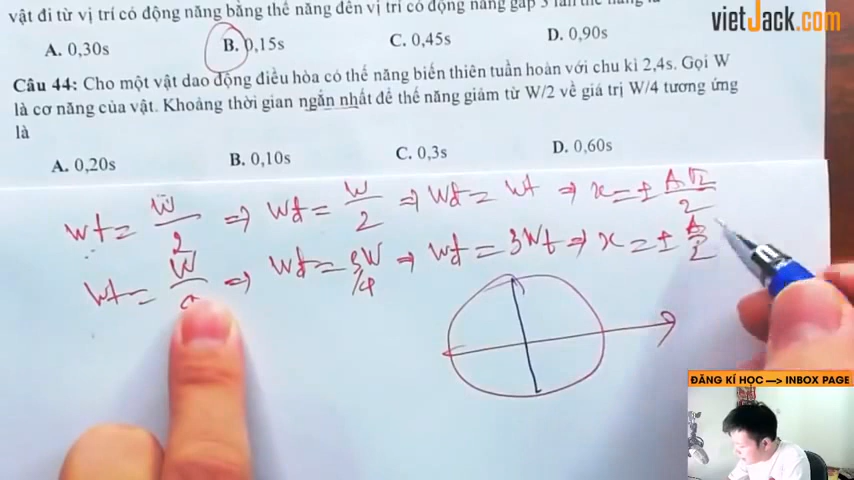 vật đi từ vị trí có động năng bằng thế năng đến vị trí có động năng gấp 3 lần thế năng là
A. 0,30s B. 0,15s C. 0,45s D. 0,90s
vietJack.com
Câu 44: Cho một vật dao động điều hòa có thế năng biến thiên tuần hoàn với chu kì 2,4s. Gọi W
là cơ năng của vật. Khoảng thời gian ngắn nhất để thế năng giảm từ W/2 về giá trị W/4 tương ứng
là
A. 0,20s B. 0,10s C. 0,3s D. 0,60s
Wt = W/2 => Wđ = W/2 => Wđ = Wt => x = ± A√2/2
Wt = W/ => Wđ = 3W/4 => Wđ = 3Wt => x = ± A/2
ĐĂNG KÍ HỌC —> INBOX PAGE